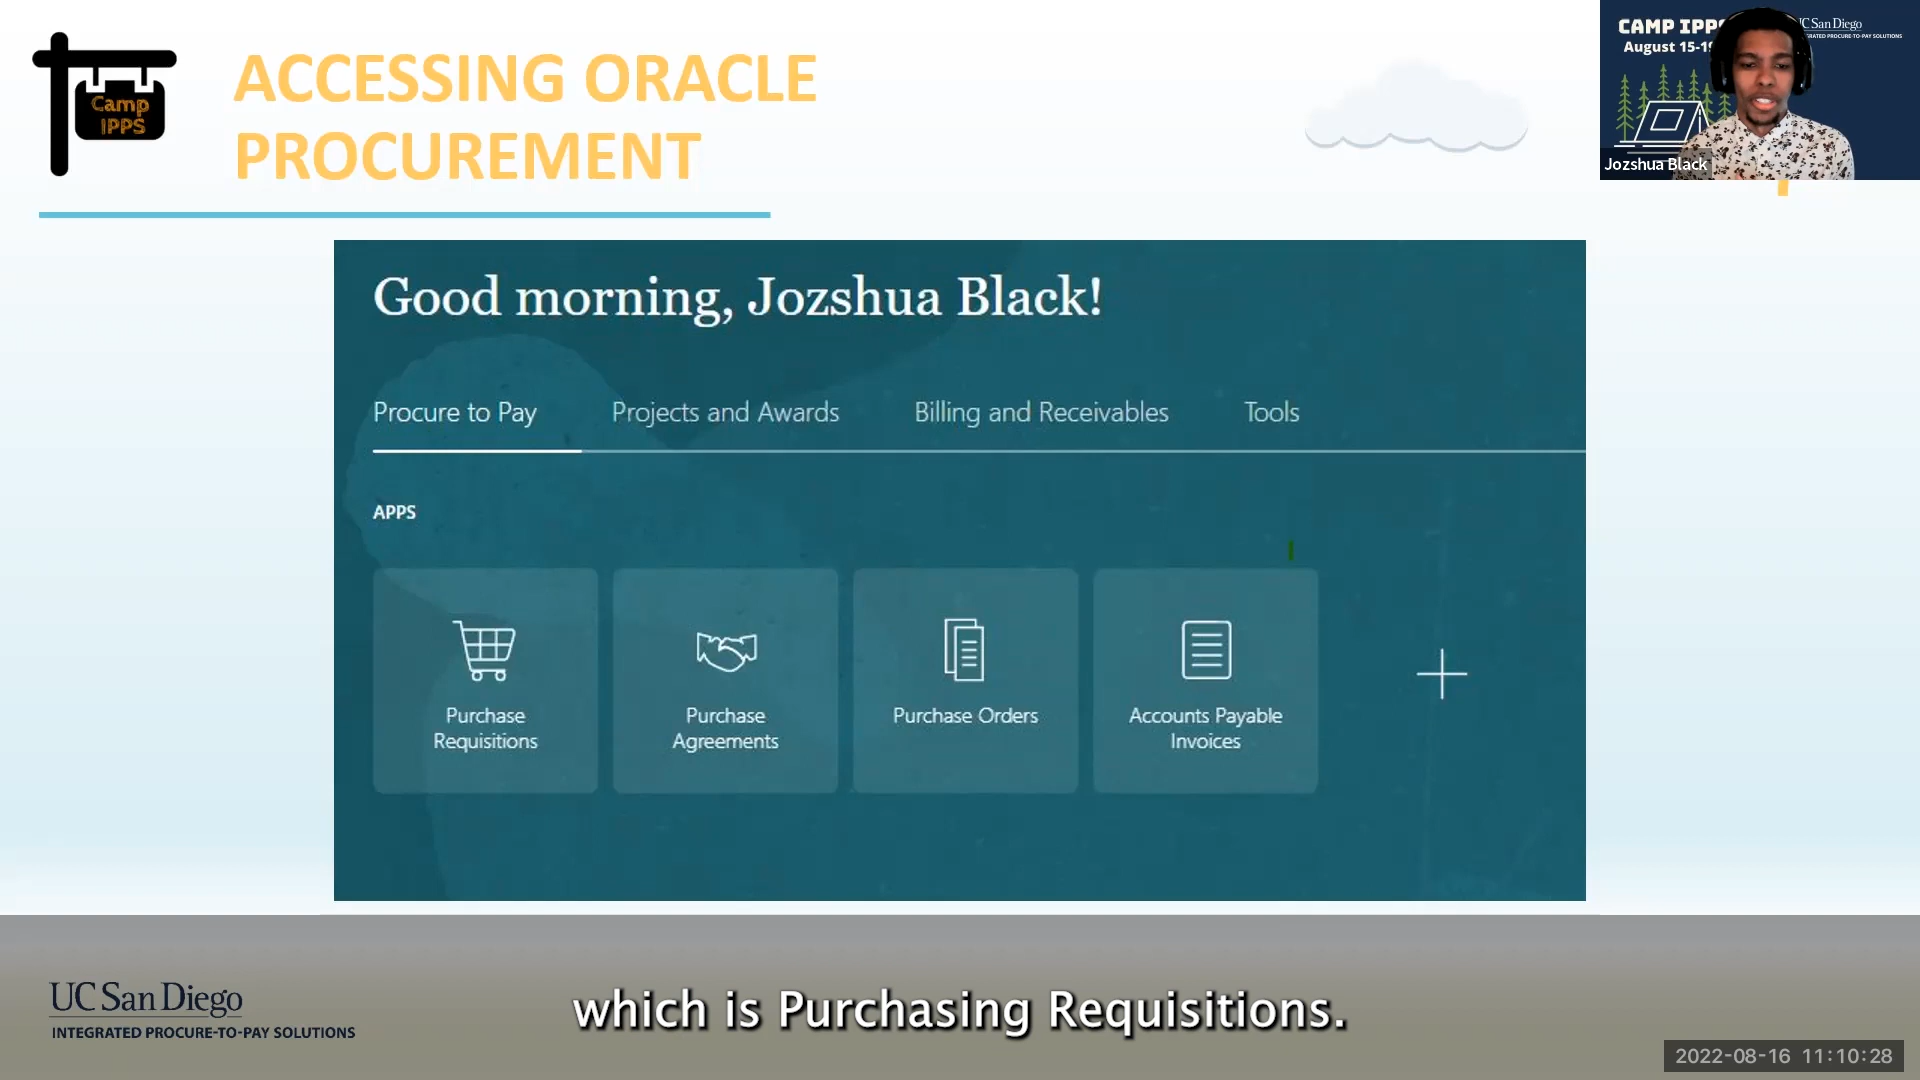 Camp
IPPS
ACCESSING ORACLE
PROCUREMENT
CAMP IPPS
August 15-19
UC San Diego
Jozshua Black
Good morning, Jozshua Black!
Procure to Pay
Projects and Awards
Billing and Receivables
Tools
APPS
Purchase
Requisitions
Purchase
Agreements
Purchase Orders
Accounts Payable
Invoices
UC San Diego
INTEGRATED PROCURE-TO-PAY SOLUTIONS
which is Purchasing Requisitions.
2022-08-16 11:10:28